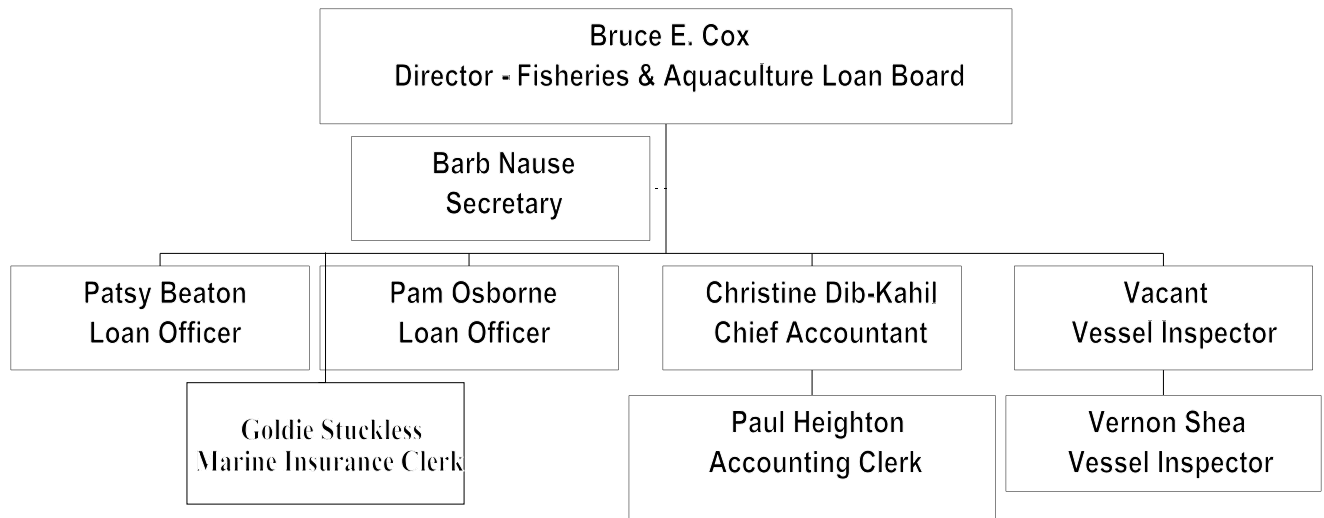 Bruce E. Cox
Director - Fisheries & Aquaculture Loan Board
Barb Nause
Secretary
Patsy Beaton
Loan Officer
Pam Osborne
Loan Officer
Christine Dib-Kahil
Chief Accountant
Vacant
Vessel Inspector
Goldie Stuckless
Marine Insurance Clerk
Paul Heighton
Accounting Clerk
Vernon Shea
Vessel Inspector